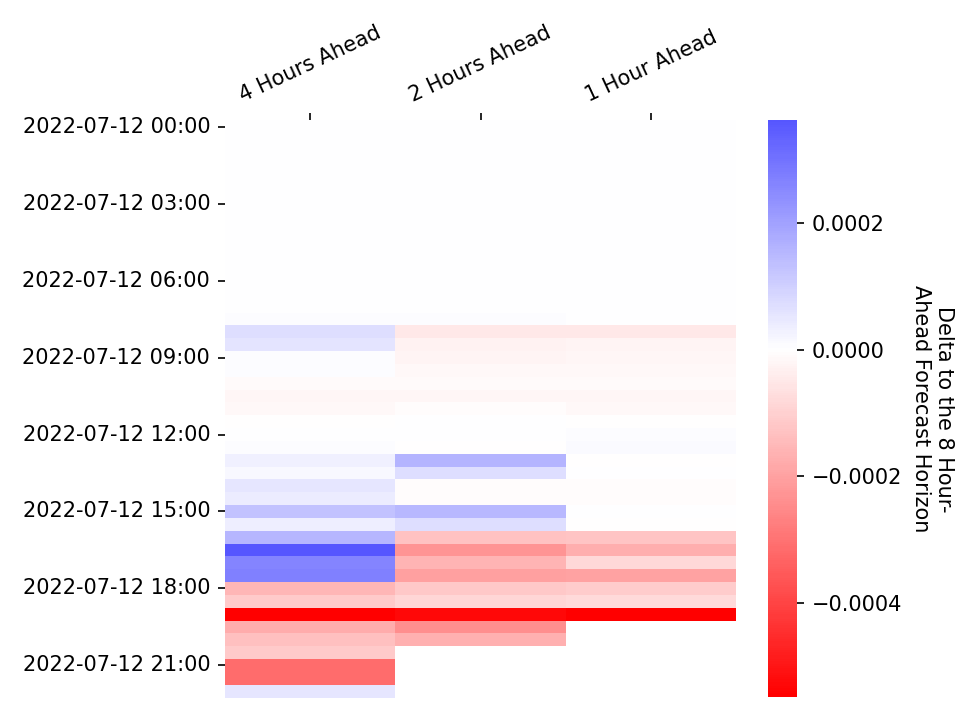 4 Hours Ahead
2 Hours Ahead
1 Hour Ahead
2022-07-12 00:00
2022-07-12 03:00
2022-07-12 06:00
2022-07-12 09:00
2022-07-12 12:00
2022-07-12 15:00
2022-07-12 18:00
2022-07-12 21:00
0.0002
0.0000
−0.0002
−0.0004
Delta to the 8 Hour-
Ahead Forecast Horizon